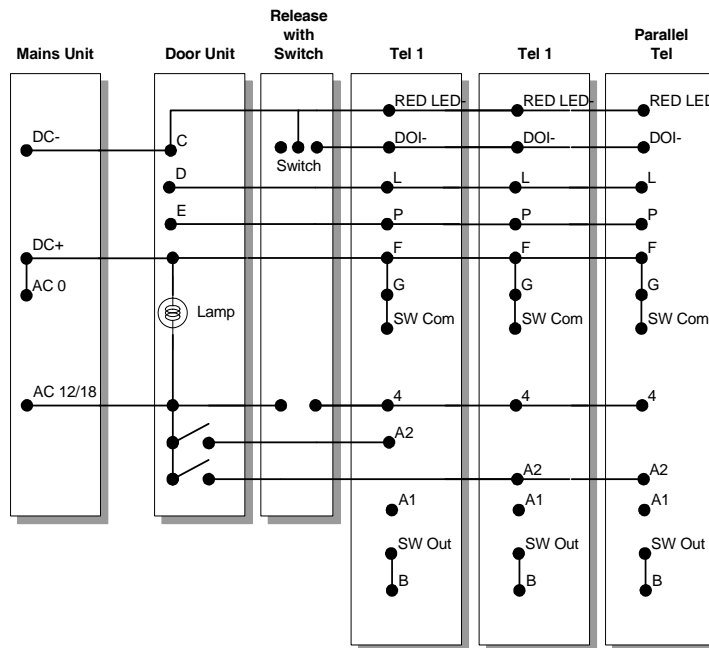 Mains Unit
Door Unit
Release
with
Switch
Tel 1
Tel 1
Parallel
Tel
DC-
DC+
AC 0
AC 12/18
C
D
E
Lamp
Switch
RED LED-
DOI-
L
P
F
G
SW Com
4
A2
A1
SW Out
B
RED LED-
DOI-
L
P
F
G
SW Com
4
A2
A1
SW Out
B
RED LED
DOI-
L
P
F
G
SW Com
4
A2
A1
SW Out
B